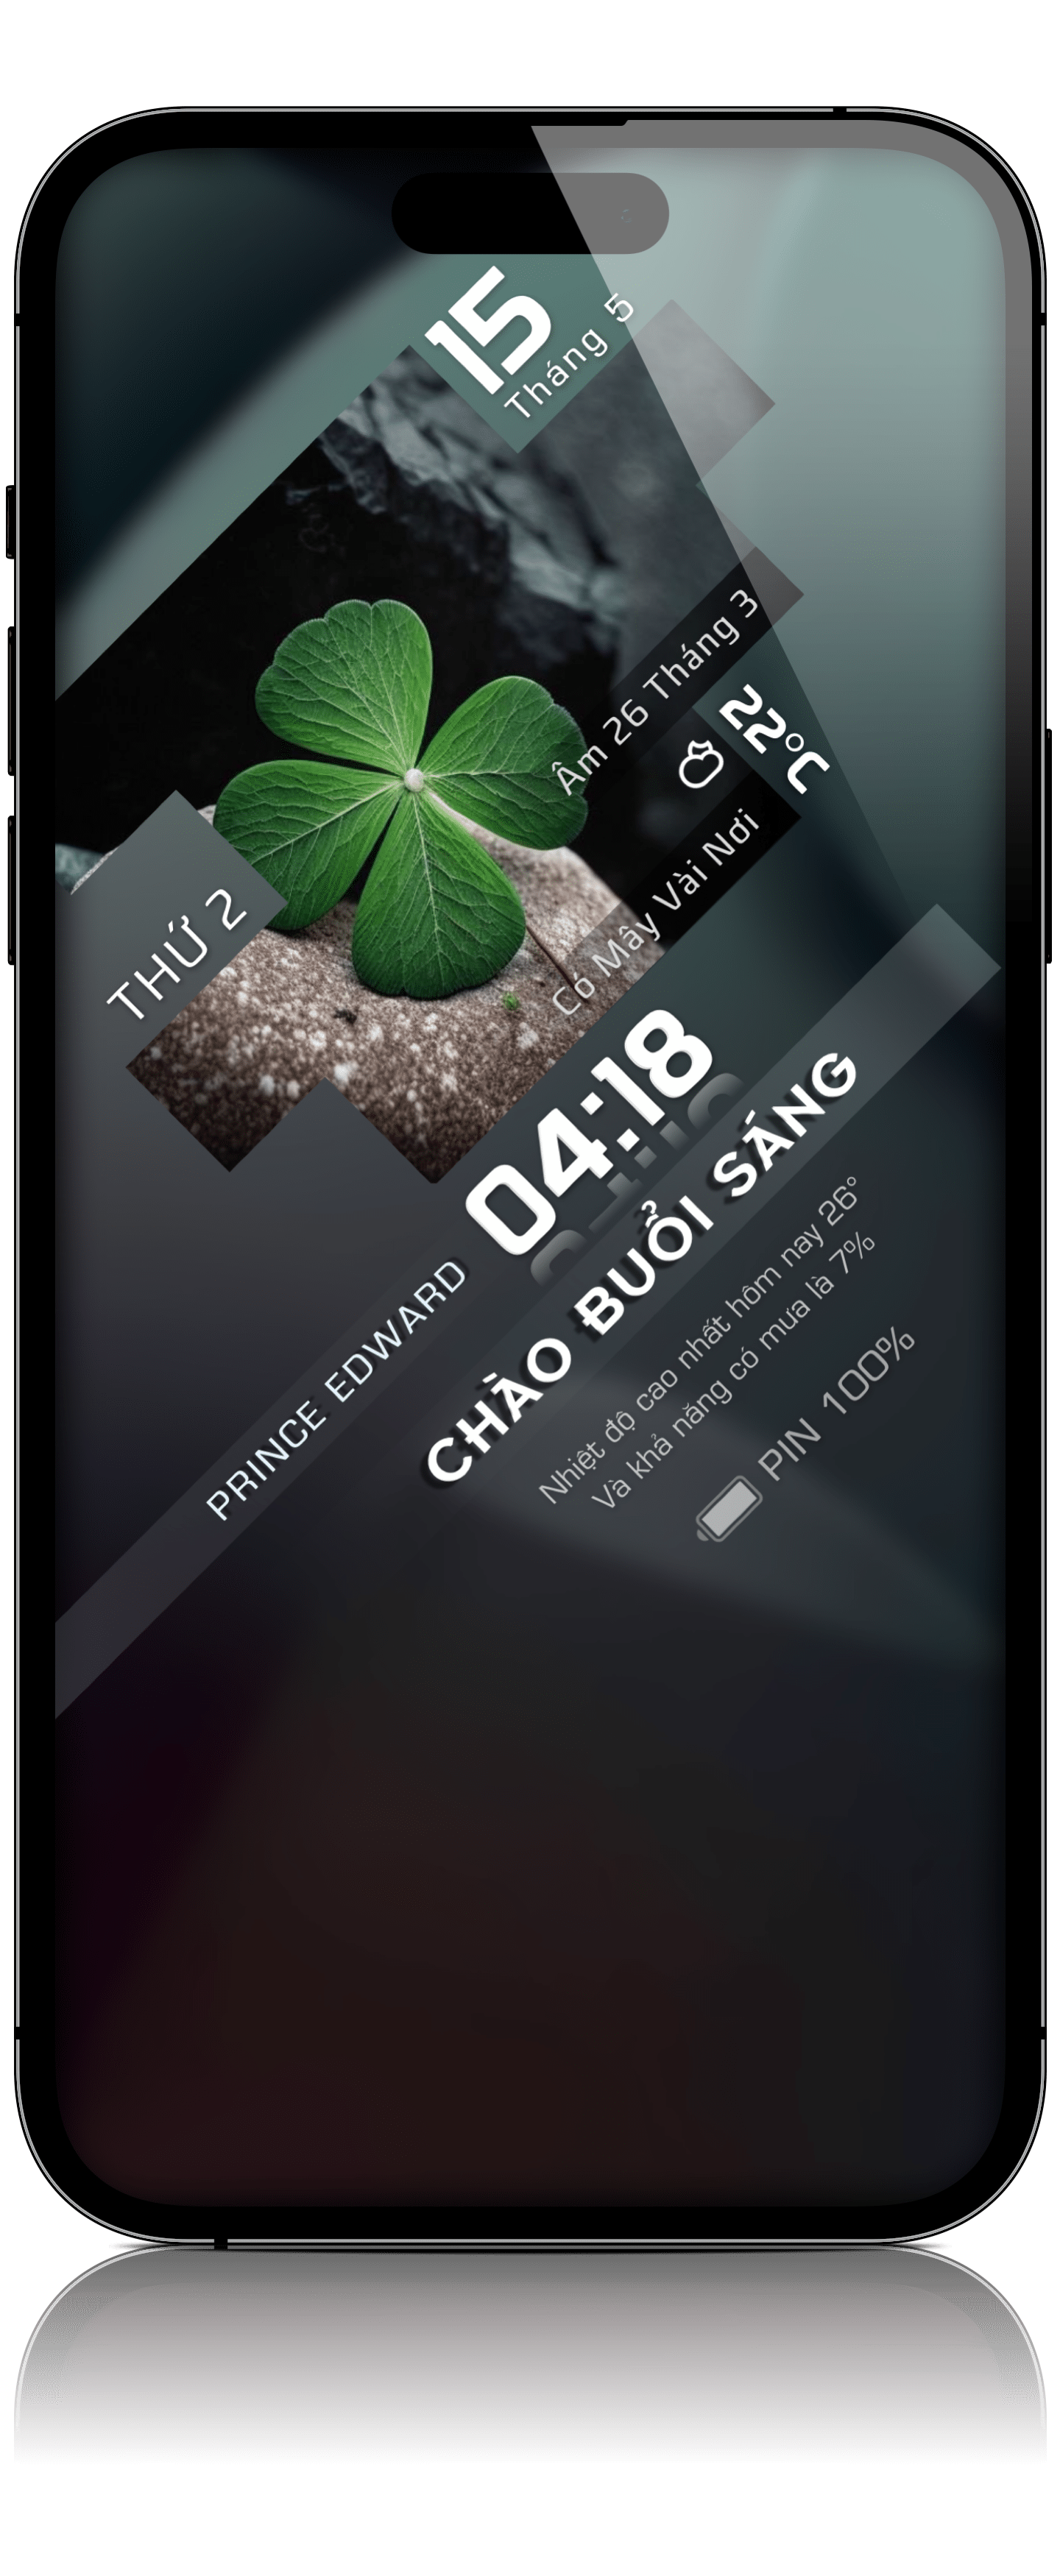 15
Tháng 5
Âm 26 Tháng 3
22°C
Có Mây Vài Nơi
THỨ 2
04:18
PRINCE EDWARD
CHÀO BUỔI SÁNG
Nhiệt độ cao nhất hôm nay 26°
Và khả năng có mưa là 7%
PIN 100%